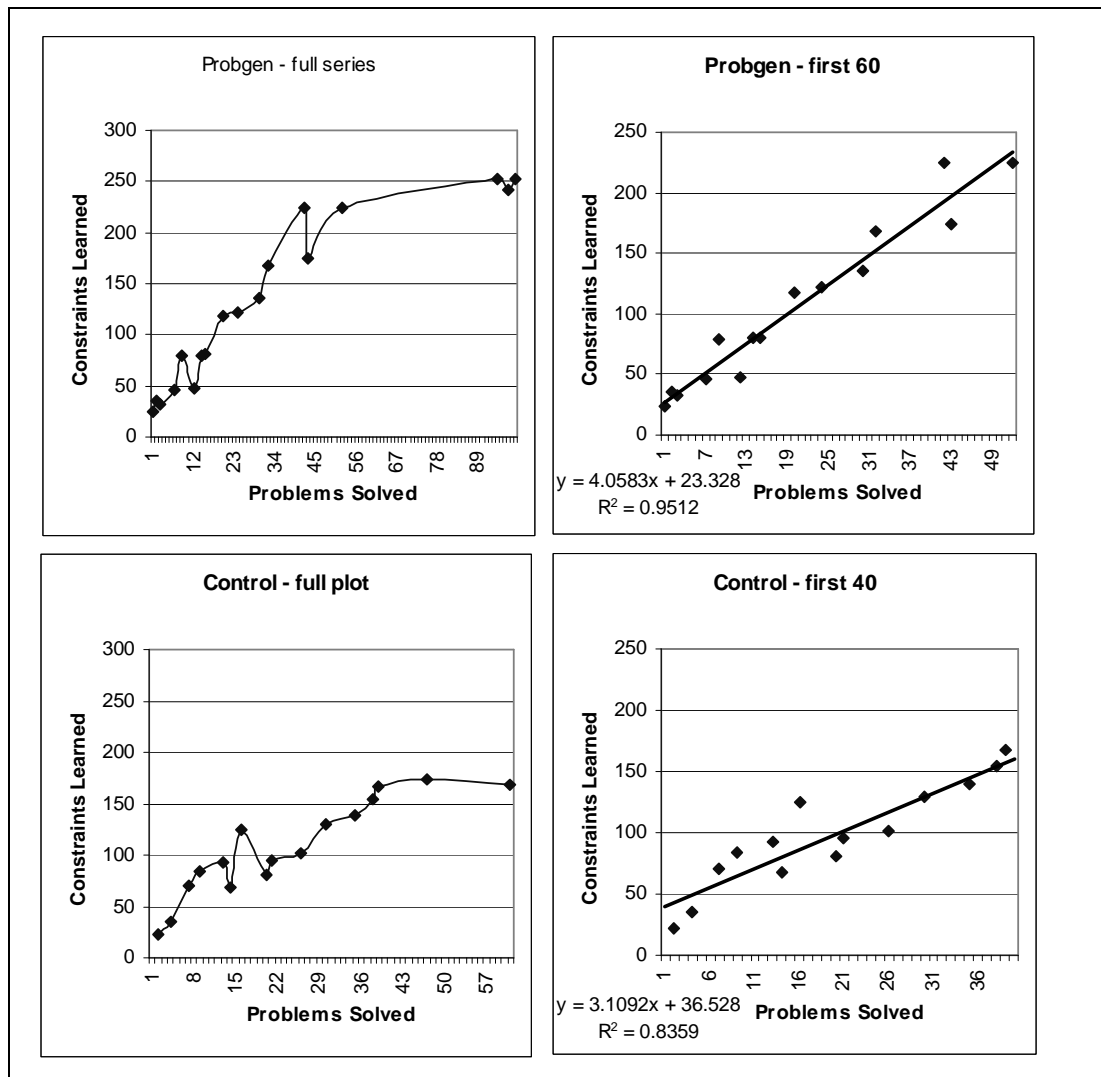 Probgen - full series
300
250
200
150
100
50
0
Constraints Learned
1 12 23 34 45 56 67 78 89
Problems Solved
Probgen - first 60
250
200
150
100
50
0
Constraints Learned
1 7 13 19 25 31 37 43 49
y = 4.0583x + 23.328
R² = 0.9512
Problems Solved
Control - full plot
300
250
200
150
100
50
0
Constraints Learned
1 8 15 22 29 36 43 50 57
Problems Solved
Control - first 40
250
200
150
100
50
0
Constraints Learned
1 6 11 16 21 26 31 36
y = 3.1092x + 36.528
R² = 0.8359
Problems Solved